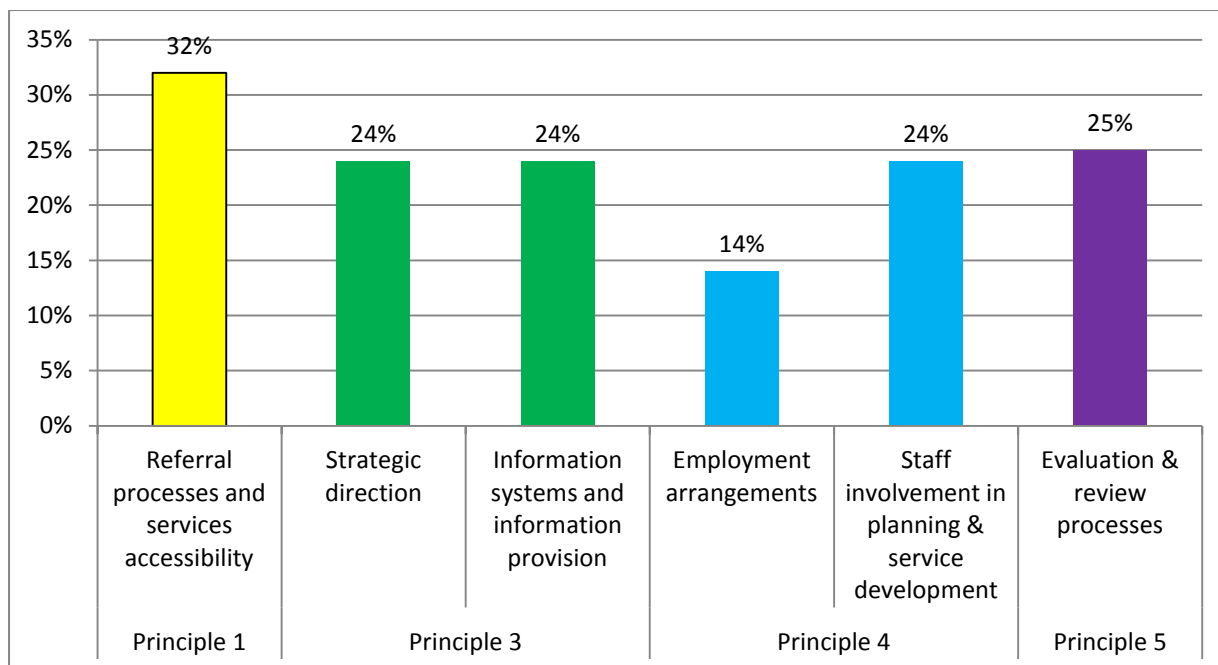 35%
30%
25%
20%
15%
10%
5%
0%
32%
24%
24%
14%
24%
25%
Referral
processes and
services
accessibility
Strategic
direction
Information
systems and
information
provision
Employment
arrangements
Staff
involvement in
planning &
service
development
Evaluation &
review
processes
Principle 1
Principle 3
Principle 4
Principle 5